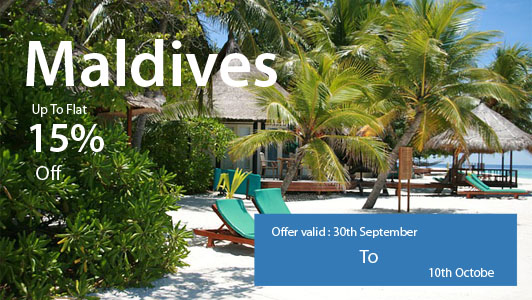 Maldives
Up To Flat
15%
Off
Offer valid : 30th September
To
10th Octobe